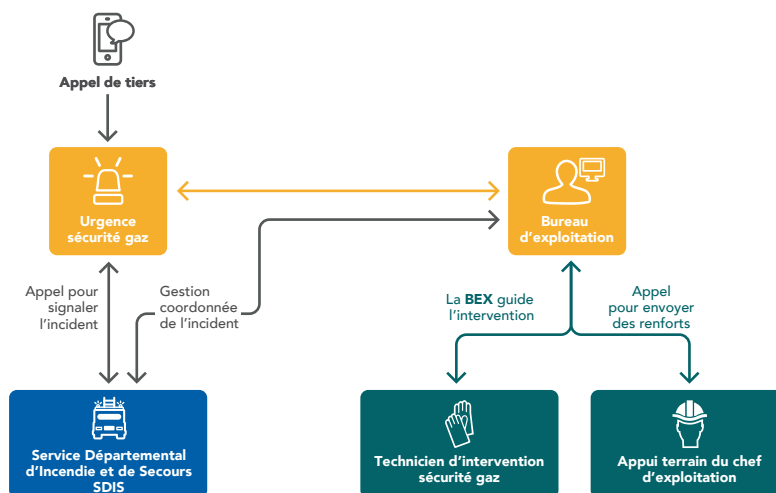 Appel de tiers
Urgence
sécurité gaz
Bureau
d'exploitation
Appel pour
signaler
l'incident
Gestion
coordonnée
de l'incident
La BEX guide
l'intervention
Appel
pour envoyer
des renforts
Service Départemental
d'Incendie et de Secours
SDIS
Technicien d'intervention
sécurité gaz
Appui terrain du chef
d'exploitation